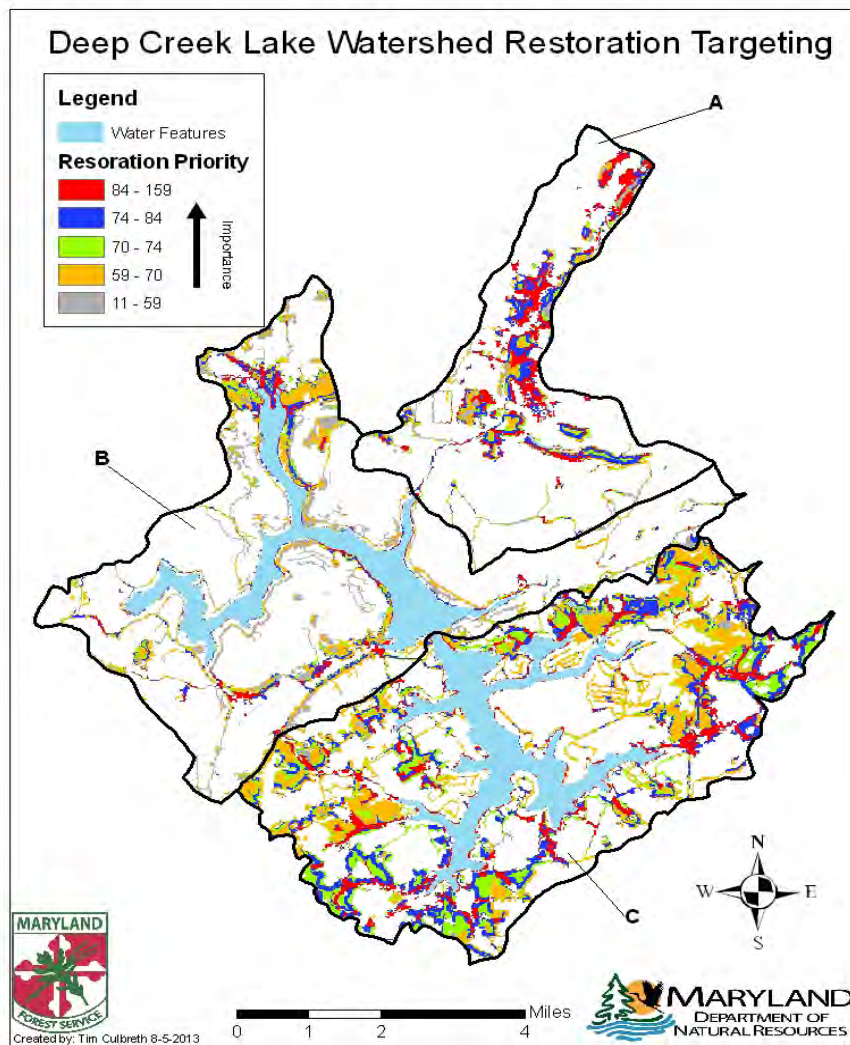 Deep Creek Lake Watershed Restoration Targeting
Legend
Water Features
Resoration Priority
84 - 159
74 - 84
70 - 74
59 - 70
11 - 59
Importance
A
B
C
N
W E
S
MARYLAND
FOREST SERVICE
Created by: Tim Culbreth 8-5-2013
Miles
0 1 2 4
MARYLAND
DEPARTMENT OF
NATURAL RESOURCES